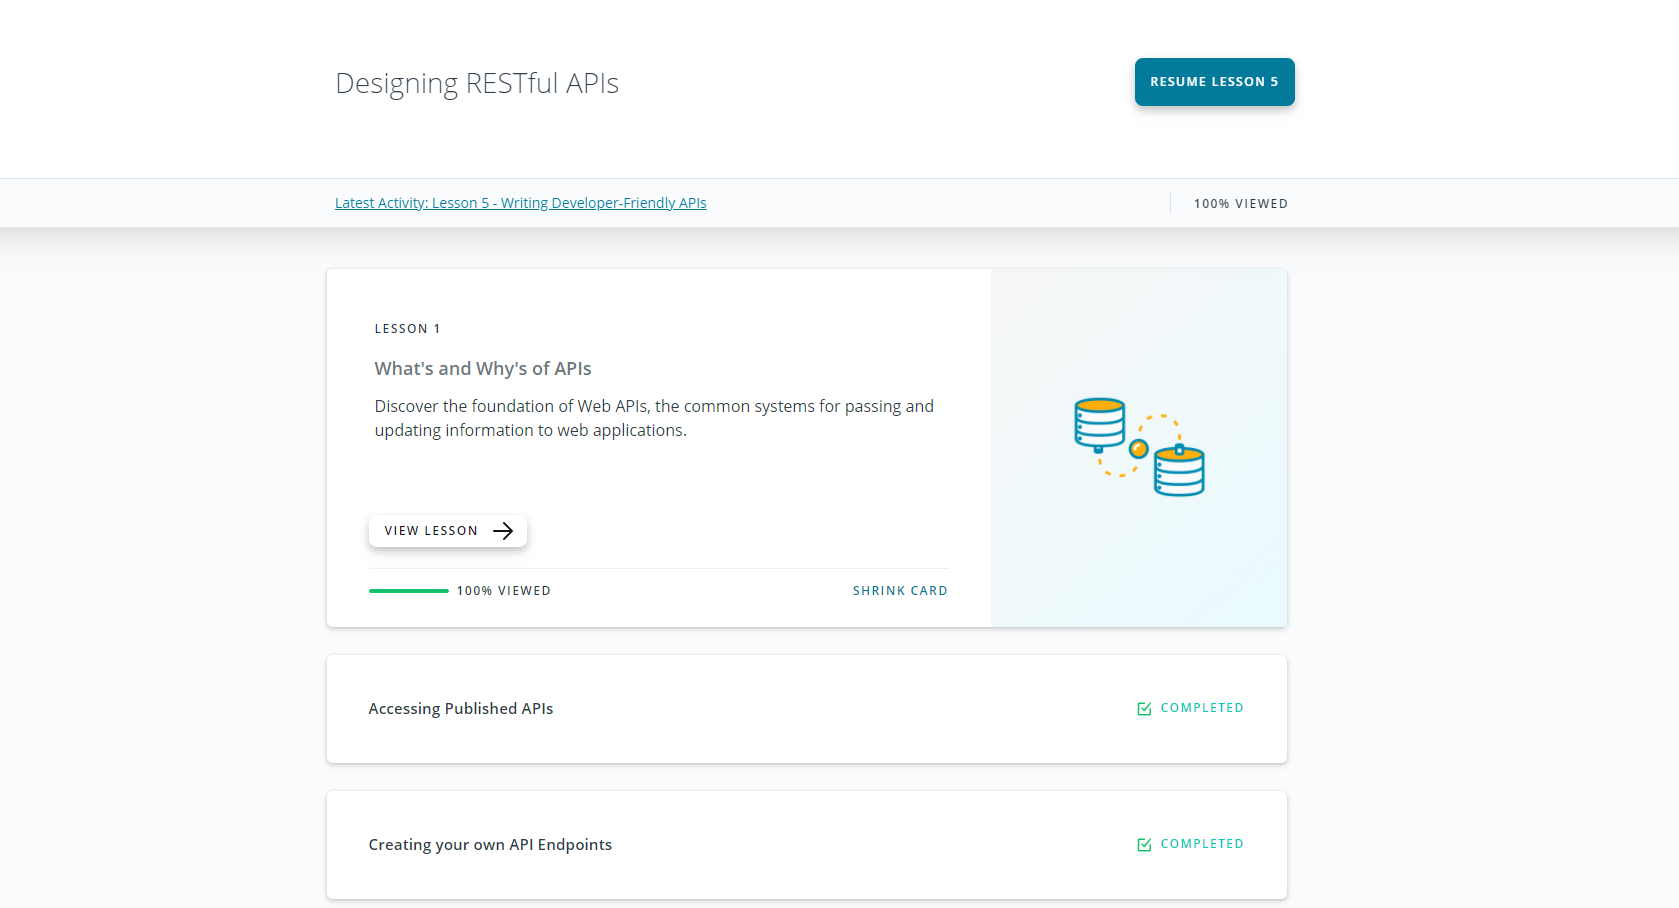 Designing RESTful APIs
RESUME LESSON 5
Latest Activity: Lesson 5 - Writing Developer-Friendly APIs
100% VIEWED
LESSON 1
What's and Why's of APIs
Discover the foundation of Web APIs, the common systems for passing and
updating information to web applications.
VIEW LESSON
100% VIEWED
SHRINK CARD
Accessing Published APIs
COMPLETED
Creating your own API Endpoints
COMPLETED